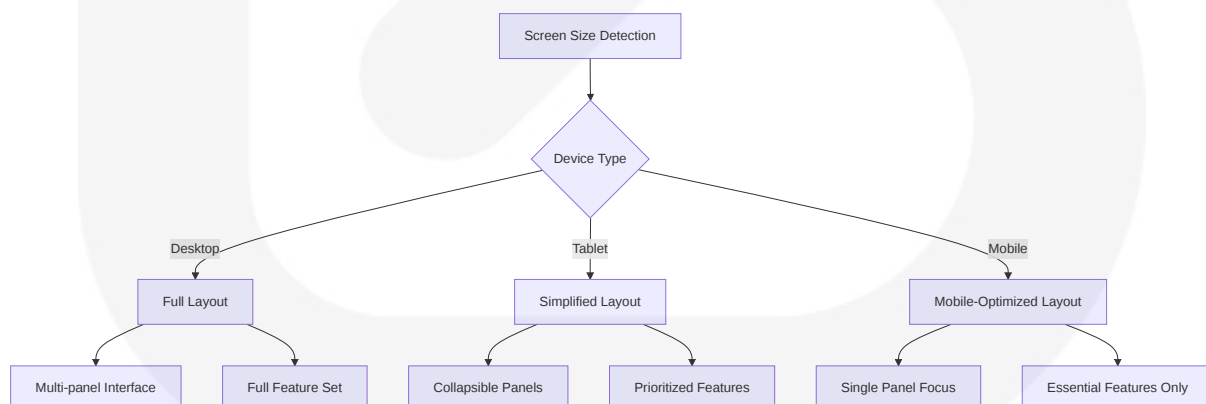 Screen Size Detection
Device Type
Desktop
Tablet
Mobile
Full Layout
Simplified Layout
Mobile-Optimized Layout
Multi-panel Interface
Full Feature Set
Collapsible Panels
Prioritized Features
Single Panel Focus
Essential Features Only